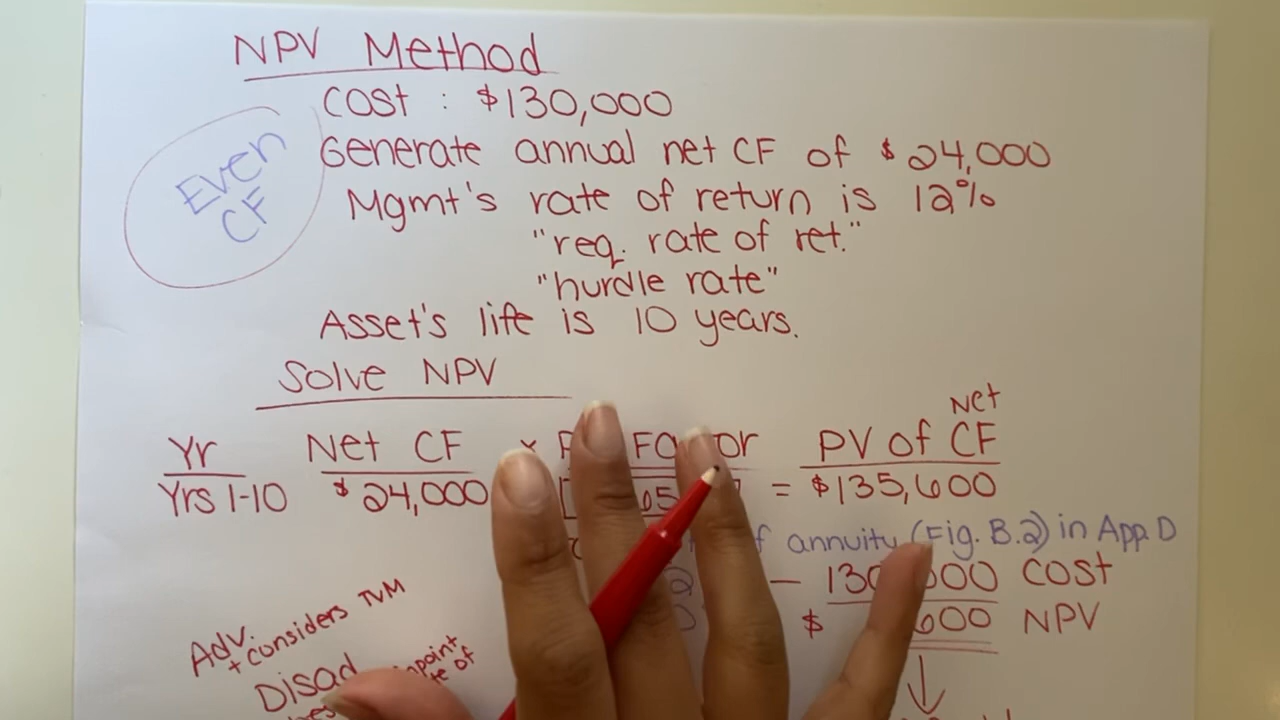 NPV Method
Cost : $130,000
Even
CF
Generate annual net CF of $24,000
Mgmt's rate of return is 12%
"req. rate of ret."
"hurdle rate"
Asset's life is 10 years.
Solve NPV
Net
Yr Net CF × PV of CF
Yrs 1-10 $24,000 = $135,600
annuity (Fig. B.2) in App. D
COST
$ 600 NPV
Adv.
+ considers TVM
Disad